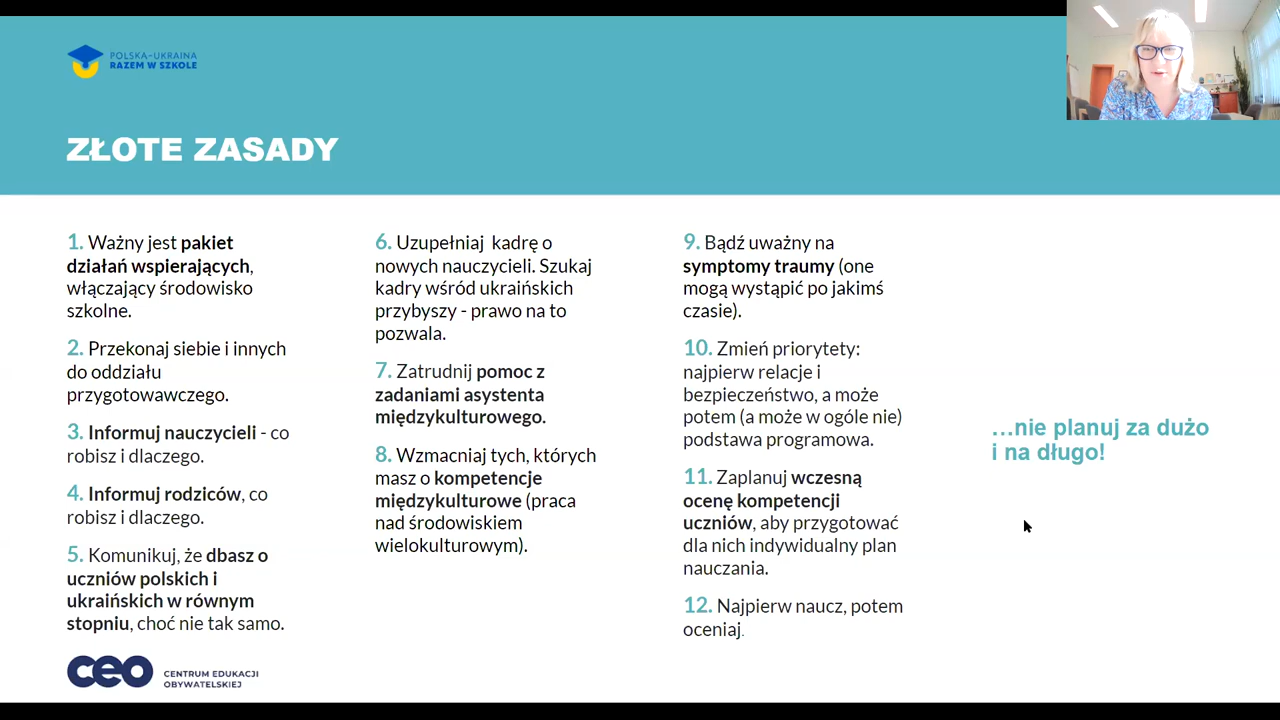 POLSKA-UKRAINA
RAZEM W SZKOLE
ZŁOTE ZASADY
1. Ważny jest pakiet
działań wspierających,
włączający środowisko
szkolne.
2. Przekonaj siebie i innych
do oddziału
przygotowawczego.
3. Informuj nauczycieli - co
robisz i dlaczego.
4. Informuj rodziców, co
robisz i dlaczego.
5. Komunikuj, że dbasz o
uczniów polskich i
ukraińskich w równym
stopniu, choć nie tak samo.
6. Uzupełniaj kadrę o
nowych nauczycieli. Szukaj
kadry wśród ukraińskich
przybyszy - prawo na to
pozwala.
7. Zatrudnij pomoc z
zadaniami asystenta
międzykulturowego.
8. Wzmacniaj tych, których
masz o kompetencje
międzykulturowe (praca
nad środowiskiem
wielokulturowym).
9. Bądź uważny na
symptomy traumy (one
mogą wystąpić po jakimś
czasie).
10. Zmień priorytety:
najpierw relacje i
bezpieczeństwo, a może
potem (a może w ogóle nie)
podstawa programowa.
11. Zaplanuj wczesną
ocenę kompetencji
uczniów, aby przygotować
dla nich indywidualny plan
nauczania.
12. Najpierw naucz, potem
oceniaj.
...nie planuj za dużo
i na długo!
ceo CENTRUM EDUKACJI
OBYWATELSKIEJ